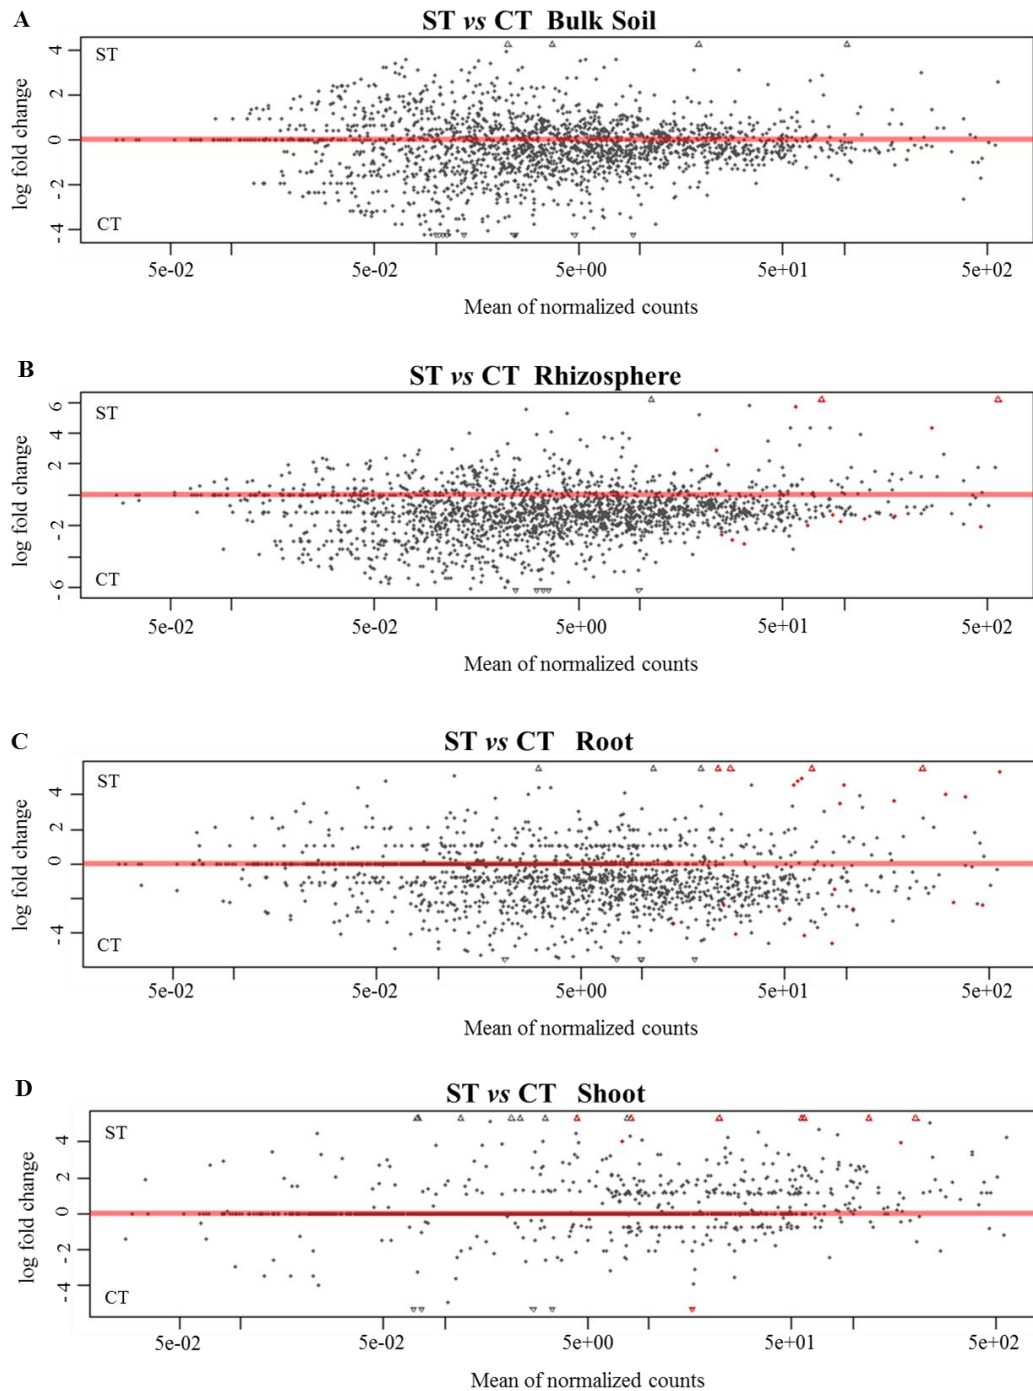 A
ST vs CT Bulk Soil
ST
4
2
0
-2
-4
log fold change
CT
5e-02 5e-02 5e+00 5e+01 5e+02
Mean of normalized counts
B
ST vs CT Rhizosphere
ST
6
4
2
-2
-6
log fold change
CT
5e-02 5e-02 5e+00 5e+01 5e+02
Mean of normalized counts
C
ST vs CT Root
ST
4
2
0
-4
log fold change
CT
5e-02 5e-02 5e+00 5e+01 5e+02
Mean of normalized counts
D
ST vs CT Shoot
ST
4
2
0
-2
-4
log fold change
CT
5e-02 5e-02 5e+00 5e+01 5e+02
Mean of normalized counts